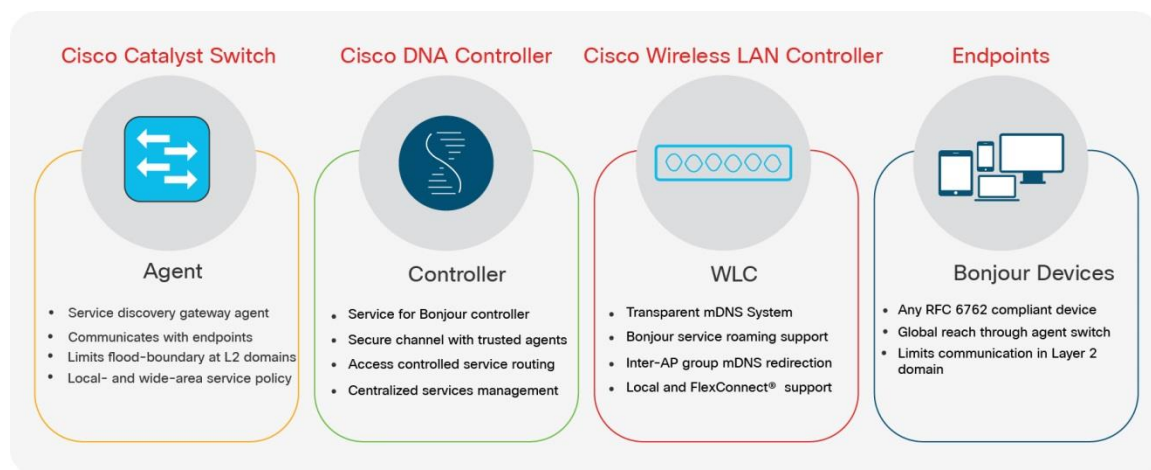 Cisco Catalyst Switch
Agent
• Service discovery gateway agent
• Communicates with endpoints
• Limits flood-boundary at L2 domains
• Local- and wide-area service policy
Cisco DNA Controller
Controller
• Service for Bonjour controller
• Secure channel with trusted agents
• Access controlled service routing
• Centralized services management
Cisco Wireless LAN Controller
WLC
• Transparent mDNS System
• Bonjour service roaming support
• Inter-AP group mDNS redirection
• Local and FlexConnect® support
Endpoints
Bonjour Devices
• Any RFC 6762 compliant device
• Global reach through agent switch
• Limits communication in Layer 2
domain